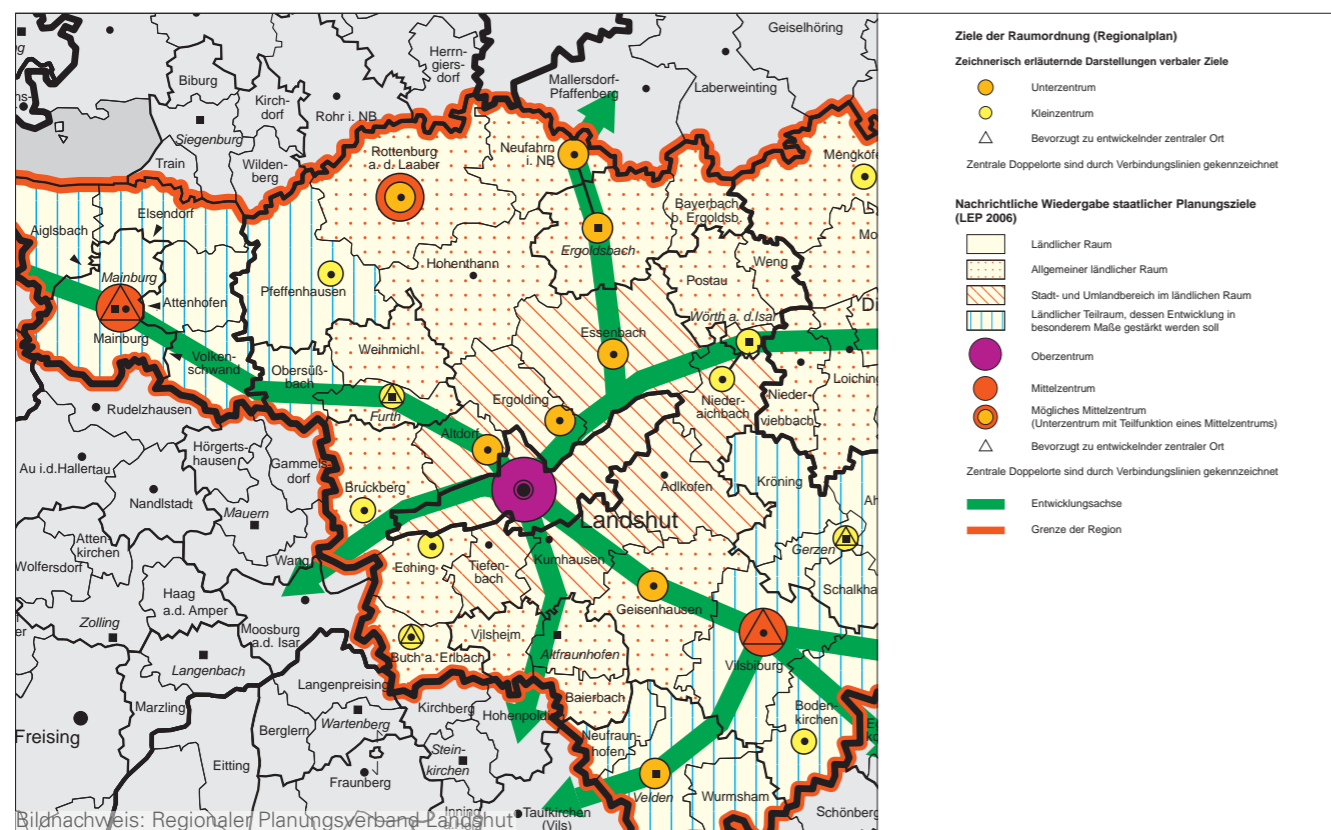 Geiselhöring
Herrn-
giers-
dorf
Biburg
Mallersdorf-
Pfaffenberg
Laberweinting
Kirch-
dorf
Rohr i. NB
Siegenburg
Train
Wilden-
berg
Rottenburg
a. d. Laaber
Neufahrn
i. NB
Mengkofe
Bayerbach
b. Ergoldsb.
Elsendorf
Aiglsbach
Mo
Ergoldsbach
Weng
Hohenthann
Mainburg
Postau
Pfeffenhausen
Attenhofen
Di
Wörth a. d.Isar
Essenbach
Mainburg
Weihmichl
Volken-
schwand
Obersüß-
bach
Loiching
Ergolding
Nieder-
aichbach
Nieder-
viehbach
Rudelzhausen
Furth
Altdorf
Hörgerts-
hausen
Au i.d.Hallertau
Gammels-
dorf
Kröning
Adlkofen
Nandlstadt
Bruckberg
Ah
Mauern
Landshut
Atten-
kirchen
Gerzen
Wang
Kumhausen
Eching
Tiefen-
bach
Wolfersdorf
Haag
a.d. Amper
Schalkha
Geisenhausen
Zolling
Moosburg
a.d. Isar
er
Vilsheim
Langenbach
Altfraunhofen
Buch a. Erlbach
Vilsbiburg
Langenpreising
Baierbach
Marzling
Kirchberg
Hohenpoldi
Boden-
kirchen
Wartenberg
Berglern
Freising
Neufraun-
hofen
Stein-
kirchen
Eitting
Fraunberg
Velden
Wurmsham
Inning
Taufkirchen
(Vils)
Schönberg
Bildnachweis: Regionaler Planungsverband Landshut
Ziele der Raumordnung (Regionalplan)
Zeichnerisch erläuternde Darstellungen verbaler Ziele
Unterzentrum
Kleinzentrum
Bevorzugt zu entwickelnder zentraler Ort
Zentrale Doppelorte sind durch Verbindungslinien gekennzeichnet
Nachrichtliche Wiedergabe staatlicher Planungsziele
(LEP 2006)
Ländlicher Raum
Allgemeiner ländlicher Raum
Stadt- und Umlandbereich im ländlichen Raum
Ländlicher Teilraum, dessen Entwicklung in
besonderem Maße gestärkt werden soll
Oberzentrum
Mittelzentrum
Mögliches Mittelzentrum
(Unterzentrum mit Teilfunktion eines Mittelzentrums)
Bevorzugt zu entwickelnder zentraler Ort
Zentrale Doppelorte sind durch Verbindungslinien gekennzeichnet
Entwicklungsachse
Grenze der Region